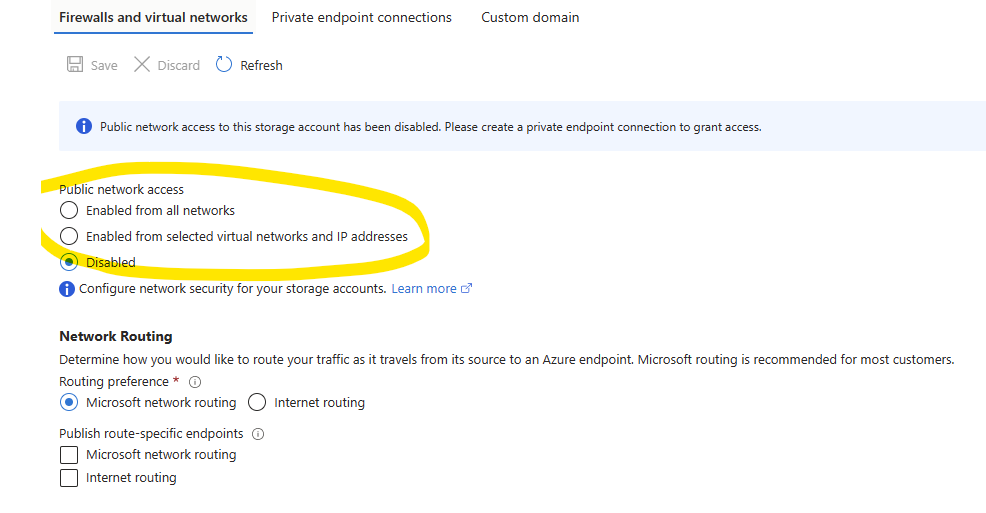 Firewalls and virtual networks Private endpoint connections Custom domain
Save Discard Refresh
Public network access to this storage account has been disabled. Please create a private endpoint connection to grant access.
Public network access
Enabled from all networks
Enabled from selected virtual networks and IP addresses
Disabled
Configure network security for your storage accounts. Learn more
Network Routing
Determine how you would like to route your traffic as it travels from its source to an Azure endpoint. Microsoft routing is recommended for most customers.
Routing preference *
Microsoft network routing Internet routing
Publish route-specific endpoints
Microsoft network routing
Internet routing